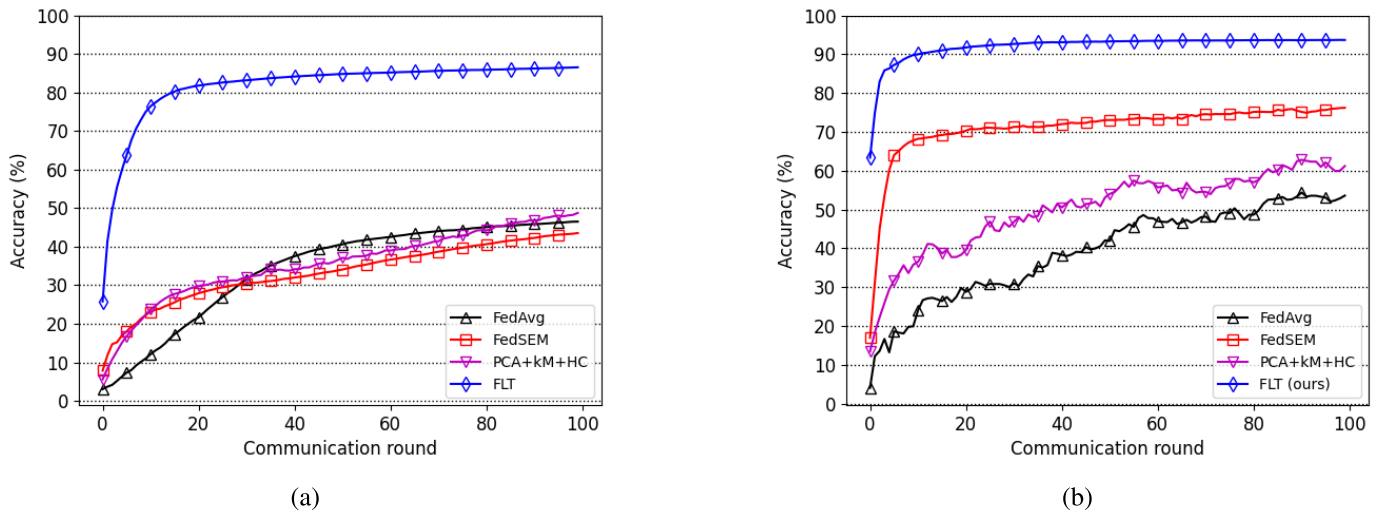 100
90
80
70
60
50
40
30
20
10
0
Accuracy (%)
0 20 40 60 80 100
Communication round
FedAvg
FedSEM
PCA+kM+HC
FLT
(a)
100
90
80
70
60
50
40
30
20
10
0
Accuracy (%)
0 20 40 60 80 100
Communication round
FedAvg
FedSEM
PCA+kM+HC
FLT (ours)
(b)